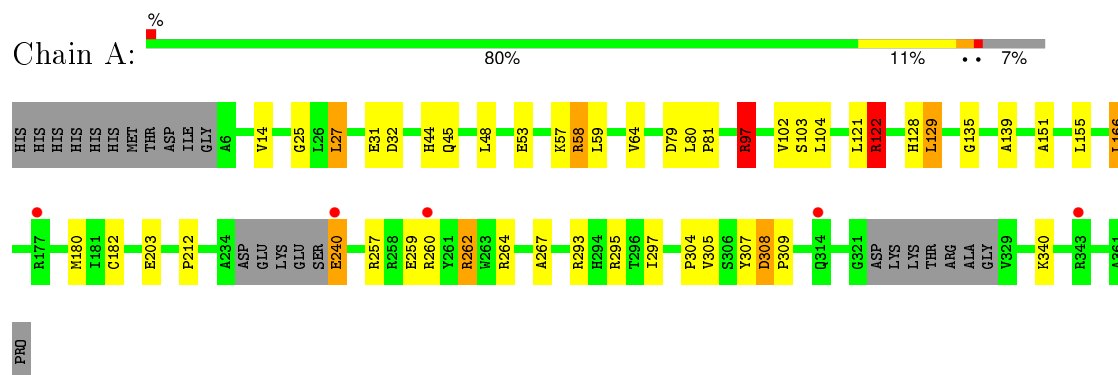 %
Chain A:
80% 11% • • 7%
HIS HIS HIS HIS HIS HIS MET THR ASP ILE GLY A6 V14 G25 L26 L27 E31 D32 H44 Q45 L48 E53 K57 R58 L59 V64 D79 L80 P81 R97 V102 S103 L104 L121 R122 H128 L129 G135 A139 A151 L155 L166
R177 M180 I181 C182 E203 P212 A234 ASP GLU LYS GLU SER E240 R257 R258 E259 R260 Y261 R262 W263 R264 A267 R293 H294 R295 T296 I297 P304 V305 S306 Y307 D308 P309 Q314 G321 ASP LYS LYS THR ARG ALA GLY V329 K340 R343 A361
PRO